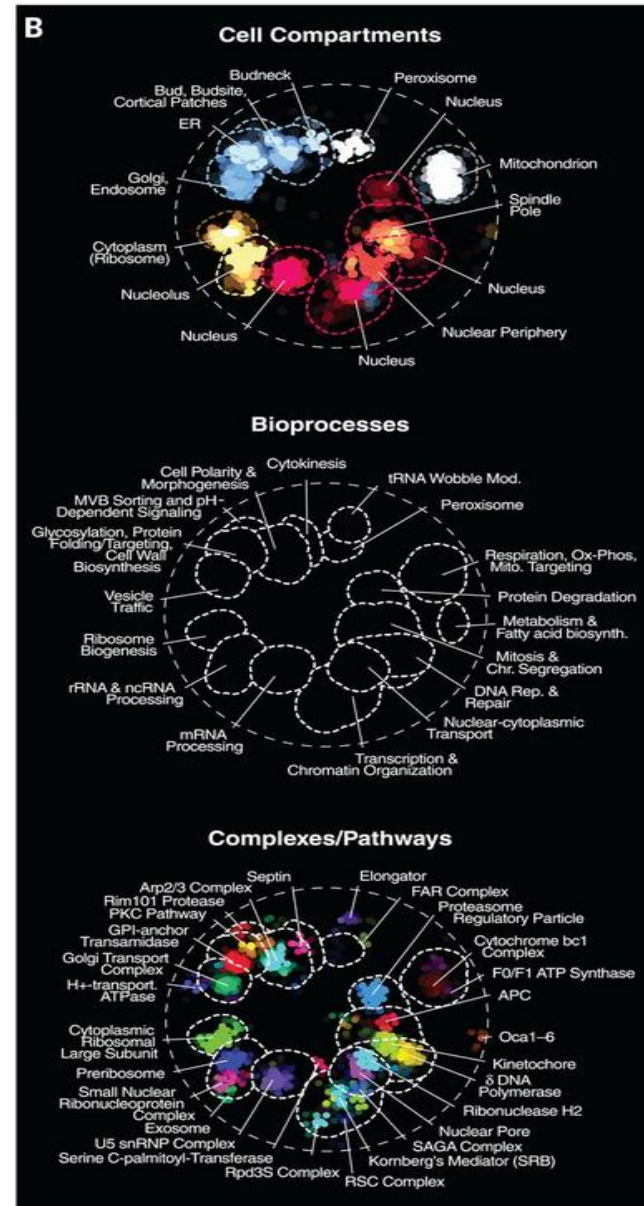 B
Cell Compartments
Budneck
Bud, Budsite,
Cortical Patches
ER
Golgi,
Endosome
Cytoplasm
(Ribosome)
Nucleolus
Nucleus
Nucleus
Peroxisome
Nucleus
Mitochondrion
Spindle
Pole
Nucleus
Nuclear Periphery
Bioprocesses
Cytokinesis
Cell Polarity &
Morphogenesis
MVB Sorting and pH-
Dependent Signaling
Glycosylation, Protein
Folding/Targeting,
Cell Wall
Biosynthesis
Vesicle
Traffic
Ribosome
Biogenesis
rRNA & ncRNA
Processing
mRNA
Processing
tRNA Wobble Mod.
Peroxisome
Respiration, Ox-Phos,
Mito. Targeting
Protein Degradation
Metabolism &
Fatty acid biosynth.
Mitosis &
Chr. Segregation
DNA Rep. &
Repair
Nuclear-cytoplasmic
Transport
Transcription &
Chromatin Organization
Complexes/Pathways
Septin
Arp2/3 Complex
Rim101 Protease
PKC Pathway
GPI-anchor
Transamidase
Golgi Transport
Complex
H+-transport.
ATPase
Cytoplasmic
Ribosomal
Large Subunit
Preribosome
Small Nuclear
Ribonucleoprotein
Complex
Exosome
U5 snRNP Complex
Serine C-palmitoyl-Transferase
Rpd3S Complex
Elongator
FAR Complex
Proteasome
Regulatory Particle
Cytochrome bc1
Complex
F0/F1 ATP Synthase
APC
Oca1–6
Kinetochore
δ DNA
Polymerase
Ribonuclease H2
Nuclear Pore
SAGA Complex
Kornberg's Mediator (SRB)
RSC Complex